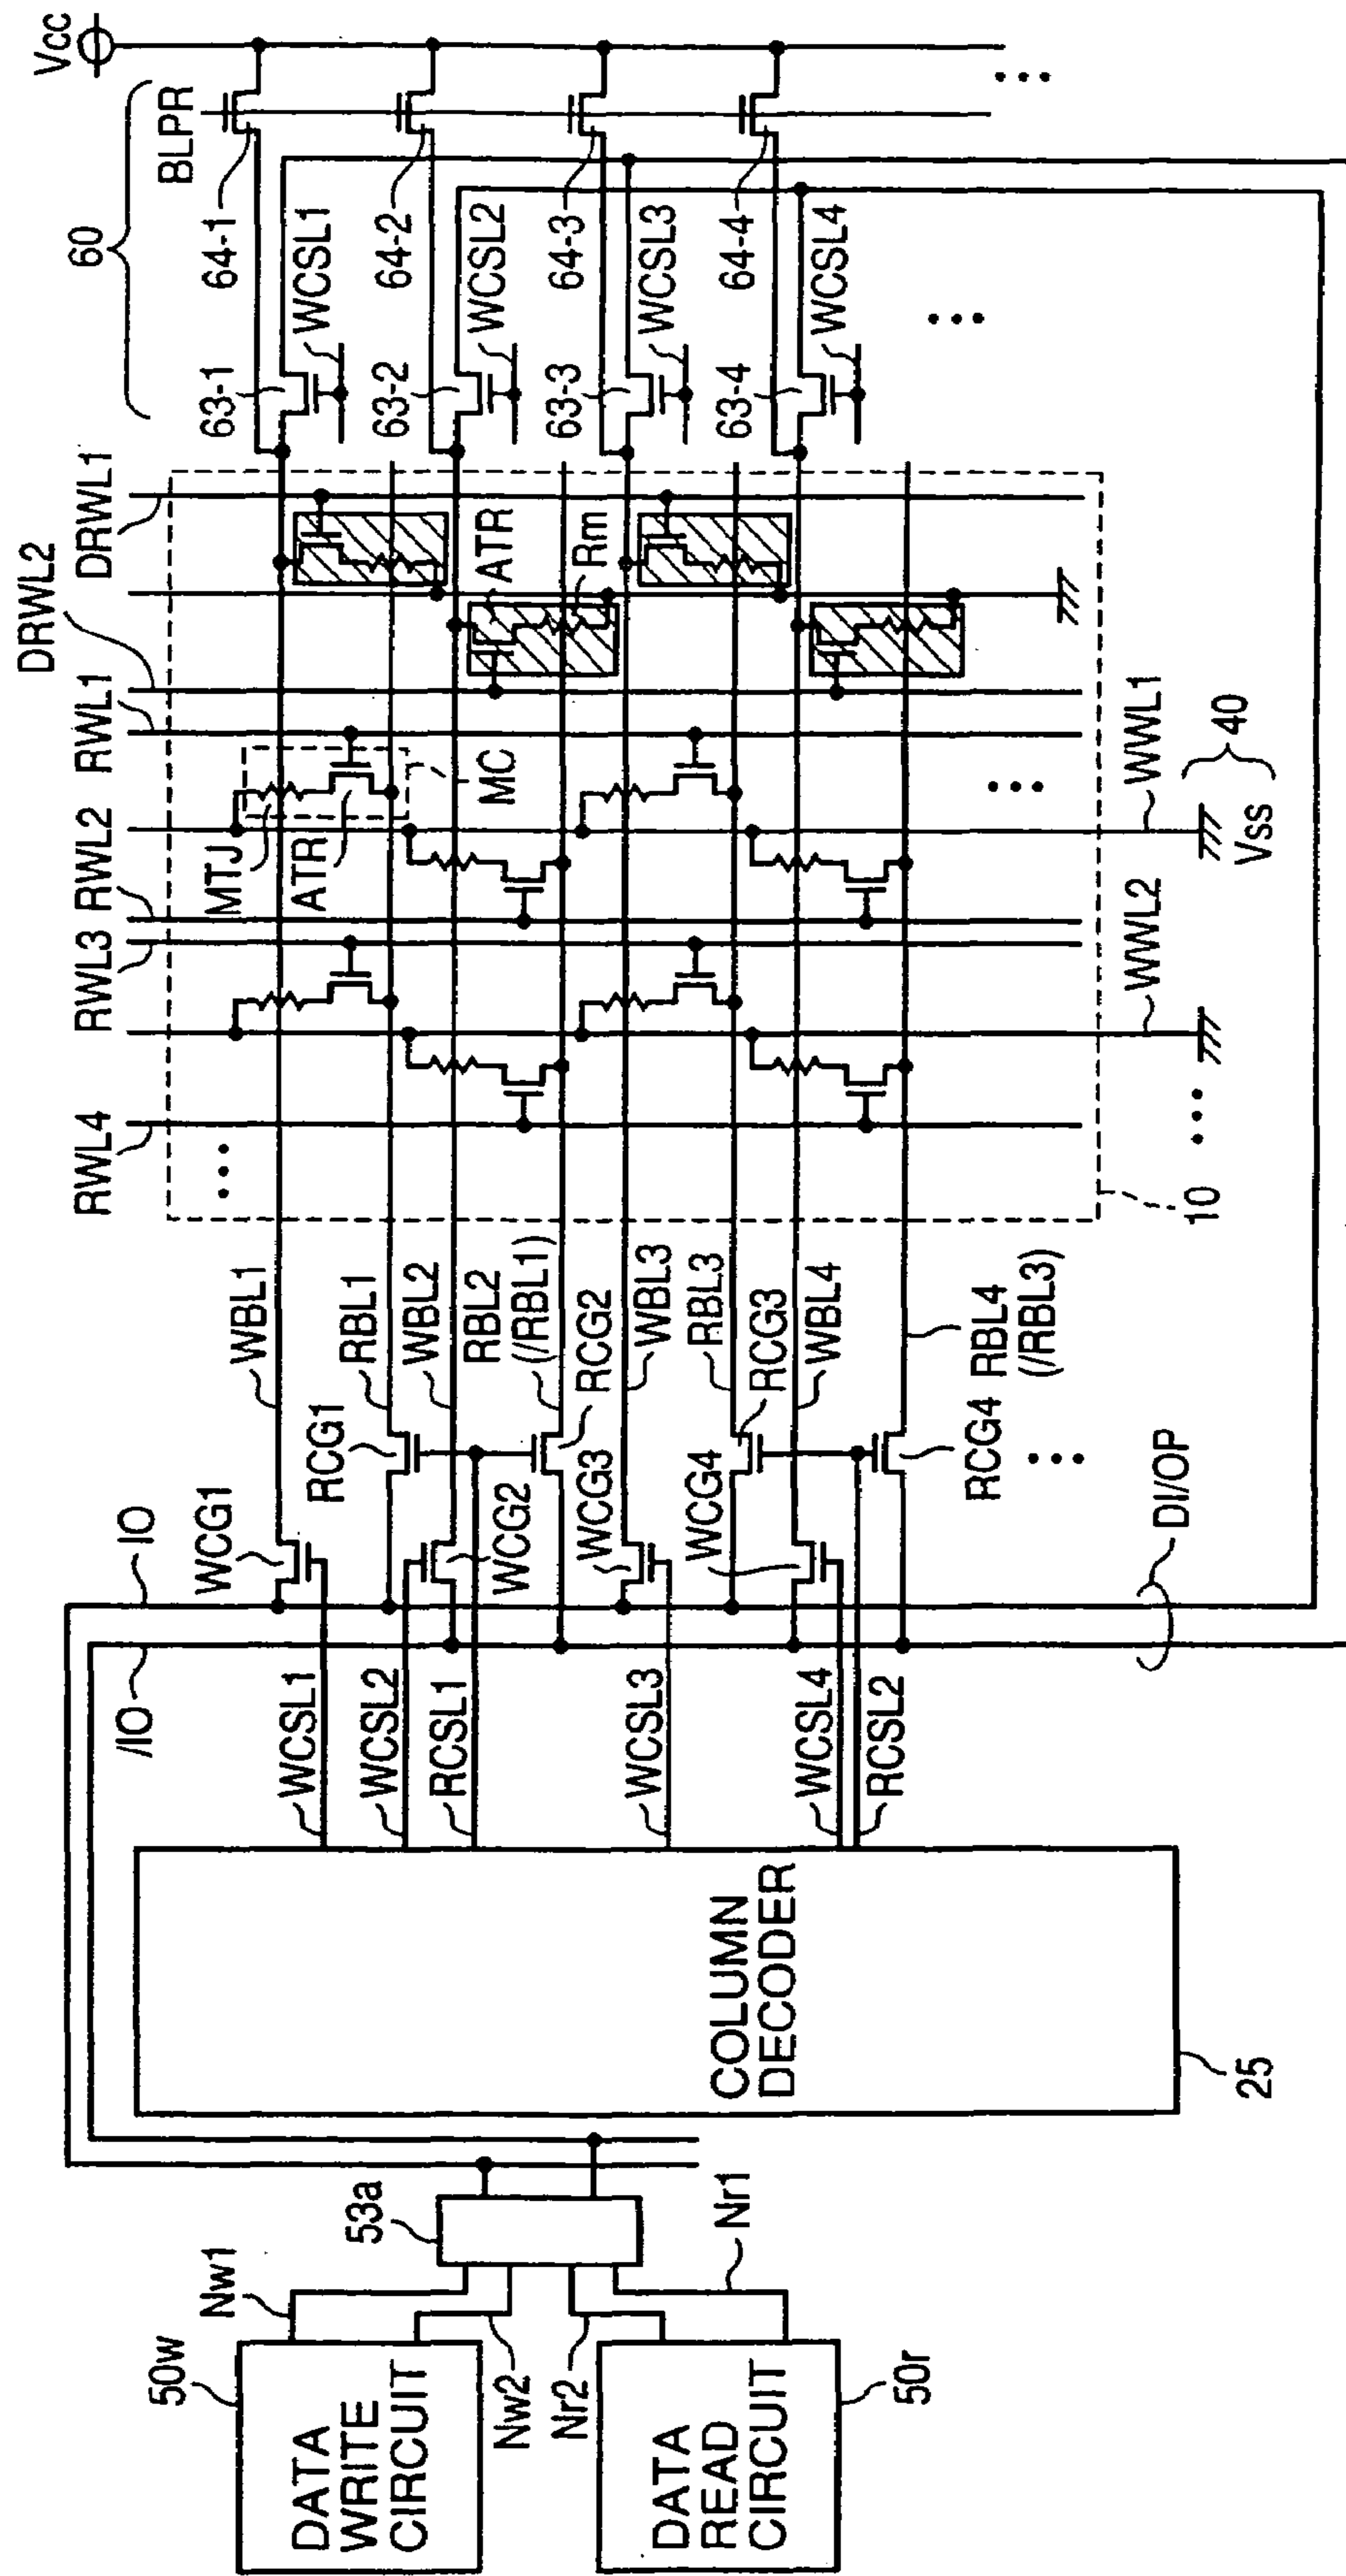 Vcc
60
BLPR
64-1
64-2
64-3
64-4
WCSL1
WCSL2
WCSL3
WCSL4
63-1
63-2
63-3
63-4
DRWL1
DRWL2
RWL1
RWL2
RWL3
RWL4
ATR
Rm
MTJ
ATR
MC
WWL1
40
Vss
WWL2
10
WBL1
RBL1
WBL2
RBL2
(/RBL1)
WBL3
RBL3
WBL4
RBL4
(/RBL3)
RCG1
RCG2
RCG3
RCG4
WCG1
WCG2
WCG3
WCG4
IO
/IO
DI/OP
WCSL1
WCSL2
RCSL1
WCSL3
WCSL4
RCSL2
COLUMN
DECODER
25
53a
Nw1
Nw2
Nr2
Nr1
50w
DATA
WRITE
CIRCUIT
50r
DATA
READ
CIRCUIT